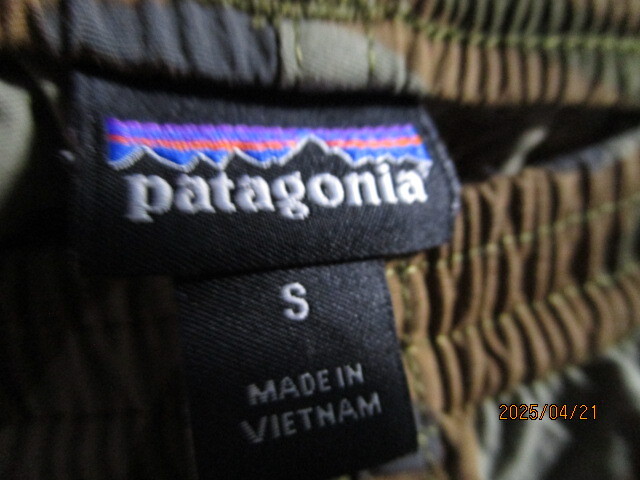 patagonia
S
MADE IN
VIETNAM
2025/04/21